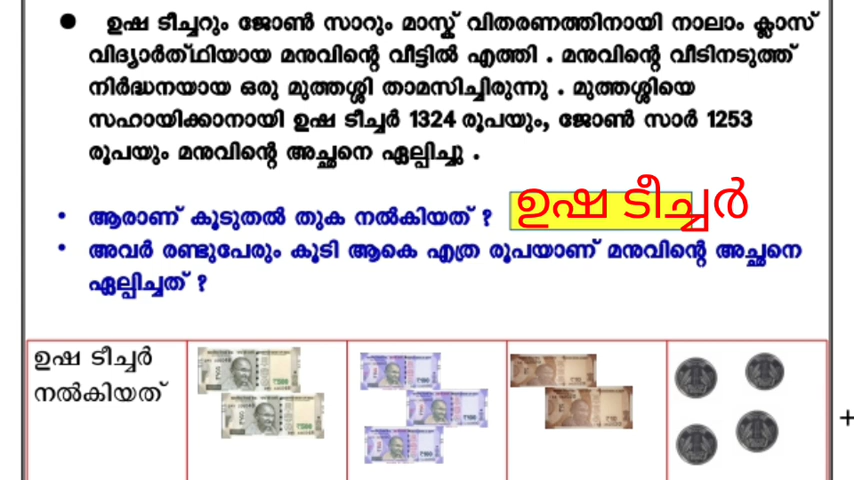 ● ഉഷ ടീച്ചറും ജോൺ സാറും മാസ്ക് വിതരണത്തിനായി നാലാം ക്ലാസ്
വിദ്യാർത്ഥിയായ മനുവിന്റെ വീട്ടിൽ എത്തി . മനുവിന്റെ വീടിനടുത്ത്
നിർദ്ധനയായ ഒരു മുത്തശ്ശി താമസിച്ചിരുന്നു . മുത്തശ്ശിയെ
സഹായിക്കാനായി ഉഷ ടീച്ചർ 1324 രൂപയും, ജോൺ സാർ 1253
രൂപയും മനുവിന്റെ അച്ഛനെ ഏല്പിച്ചു .
• ആരാണ് കൂടുതൽ തുക നൽകിയത് ? ഉഷ ടീച്ചർ
• അവർ രണ്ടുപേരും കൂടി ആകെ എത്ര രൂപയാണ് മനുവിന്റെ അച്ഛനെ
ഏല്പിച്ചത് ?
ഉഷ ടീച്ചർ
നൽകിയത്
+